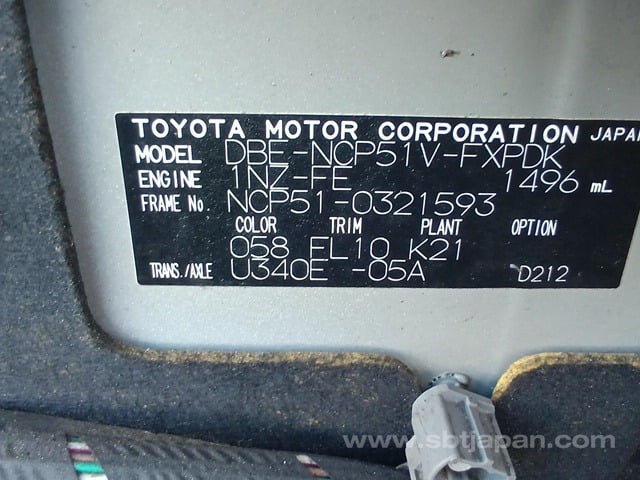 TOYOTA MOTOR CORPORATION JAPAN
MODEL DBE-NCP51V-FXPDK
ENGINE 1NZ-FE 1496 mL
FRAME No. NCP51-0321593
COLOR TRIM PLANT OPTION
058 FL10 K21
TRANS./AXLE U340E -05A D212
www.sbtjapan.com